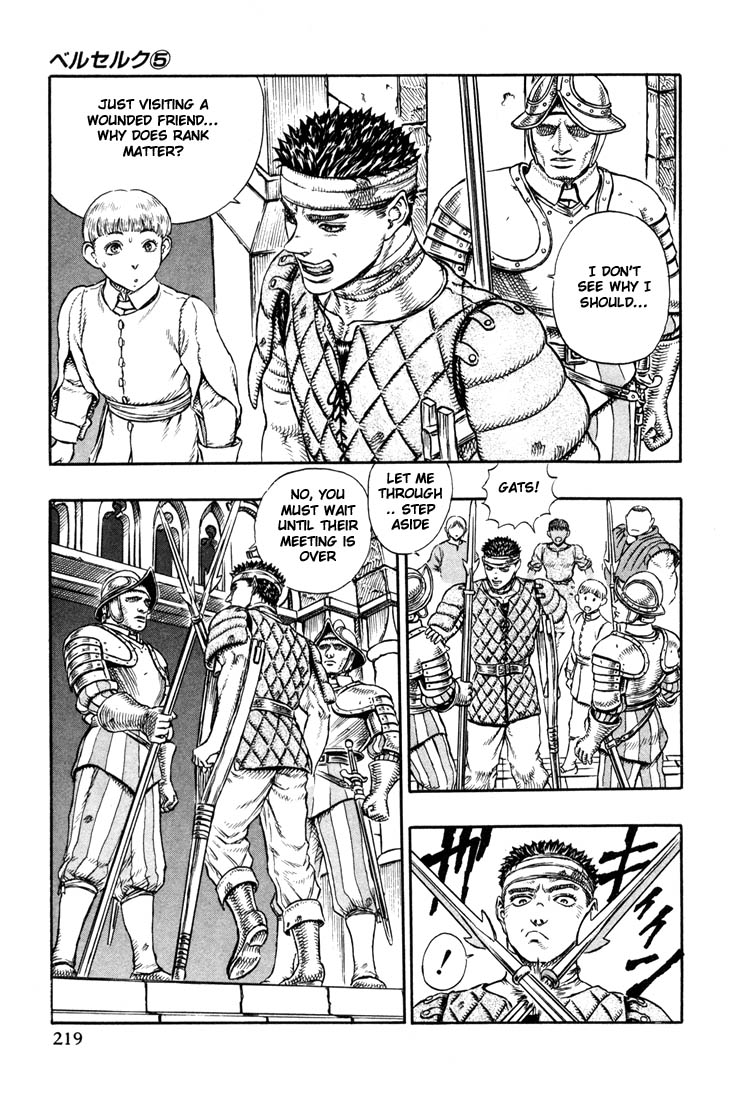 ベルセルク⑤
I DON'T
SEE WHY I
SHOULD...
JUST VISITING A
WOUNDED FRIEND...
WHY DOES RANK
MATTER?
GATS!
LET ME
THROUGH
.. STEP
ASIDE
!
NO, YOU
MUST WAIT
UNTIL THEIR
MEETING IS
OVER
219